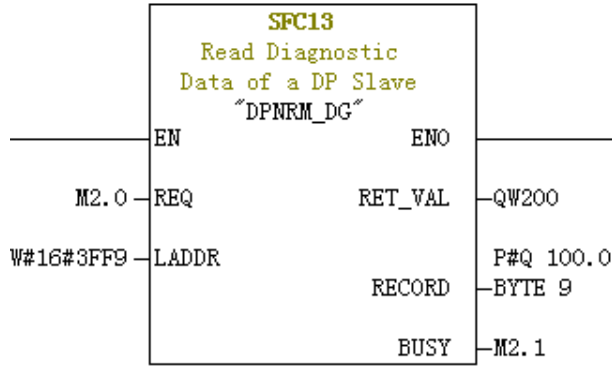 SFC13
Read Diagnostic
Data of a DP Slave
"DPNRM_DG"
EN ENO
M2.0 REQ RET_VAL QW200
W#16#3FF9 LADDR P#Q 100.0
RECORD BYTE 9
BUSY M2.1